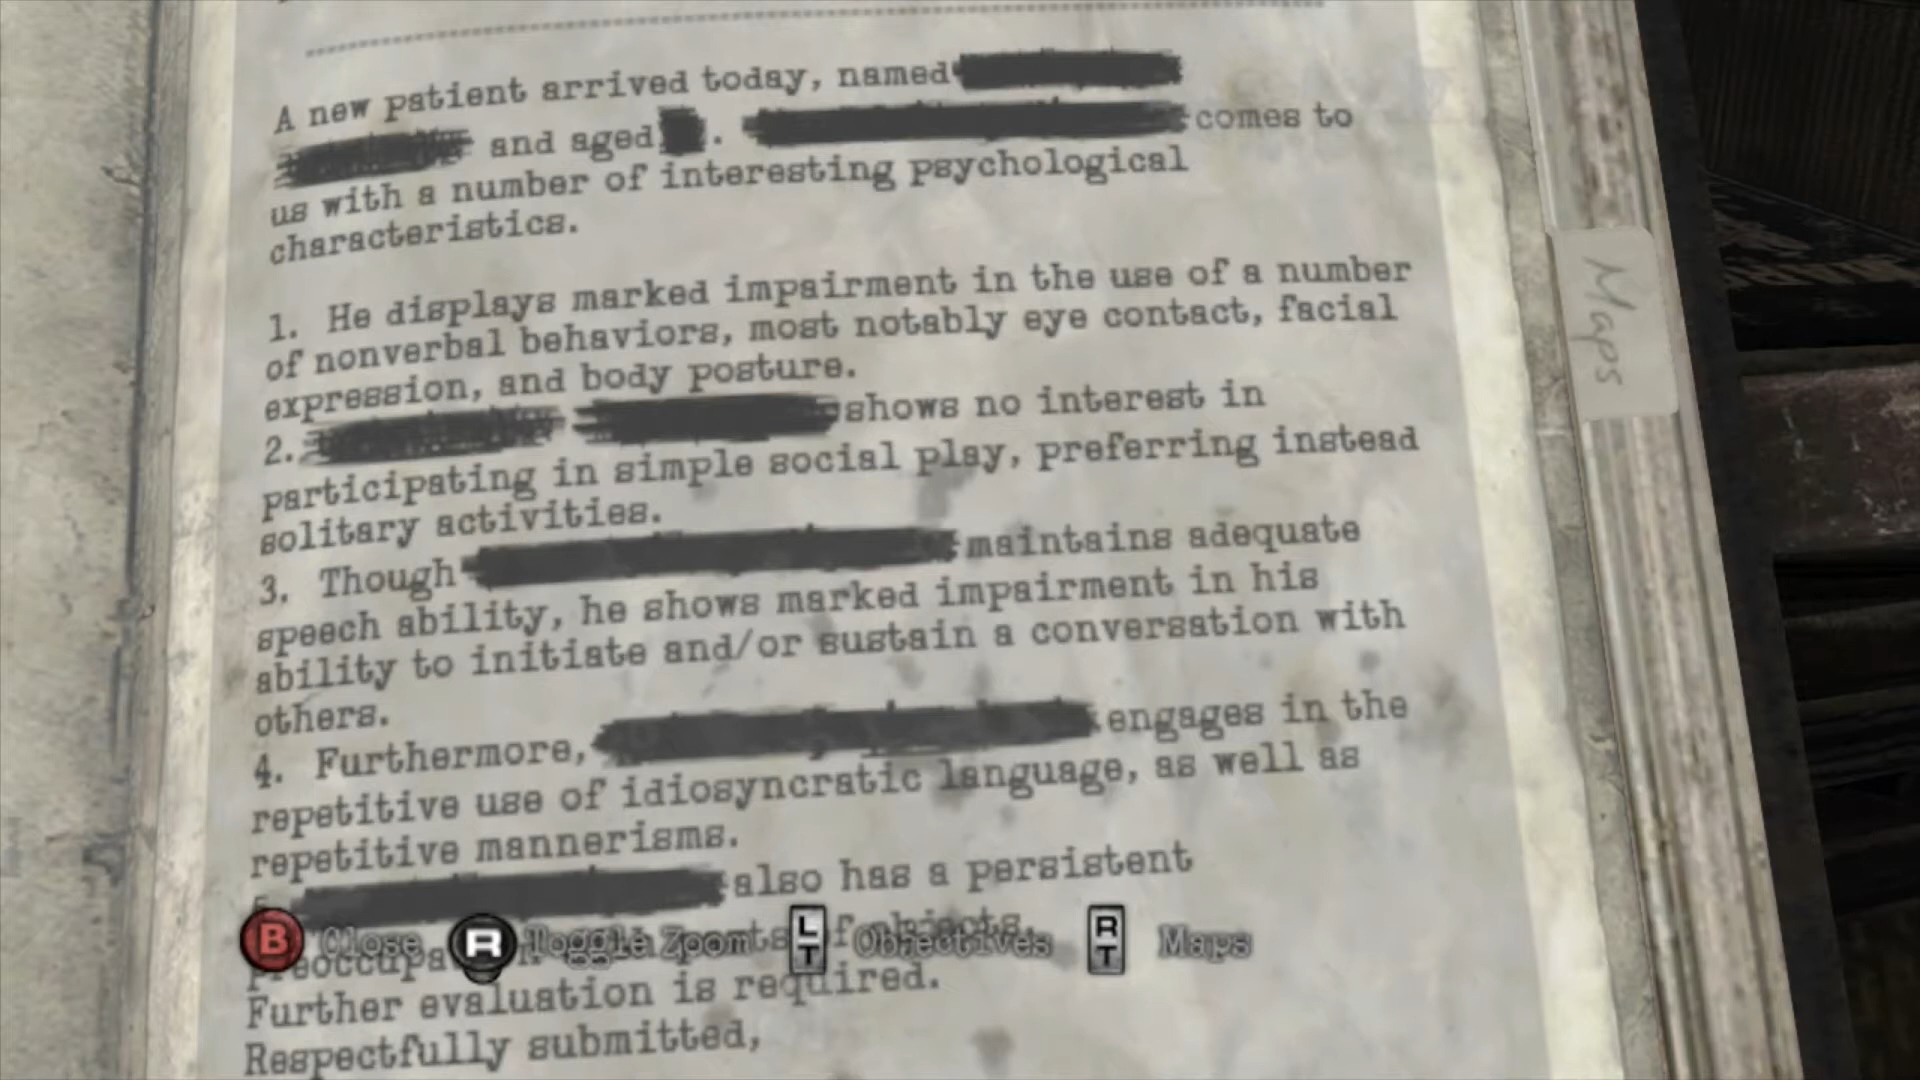 A new patient arrived today, named
and aged . comes to
us with a number of interesting psychological
characteristics.
1. He displays marked impairment in the use of a number
of nonverbal behaviors, most notably eye contact, facial
expression, and body posture.
2. shows no interest in
participating in simple social play, preferring instead
solitary activities.
3. Though maintains adequate
speech ability, he shows marked impairment in his
ability to initiate and/or sustain a conversation with
others.
4. Furthermore, engages in the
repetitive use of idiosyncratic language, as well as
repetitive mannerisms.
also has a persistent
objects.
B Close R Toggle Zoom LT Objectives RT Maps
Further evaluation is required.
Respectfully submitted,
Maps